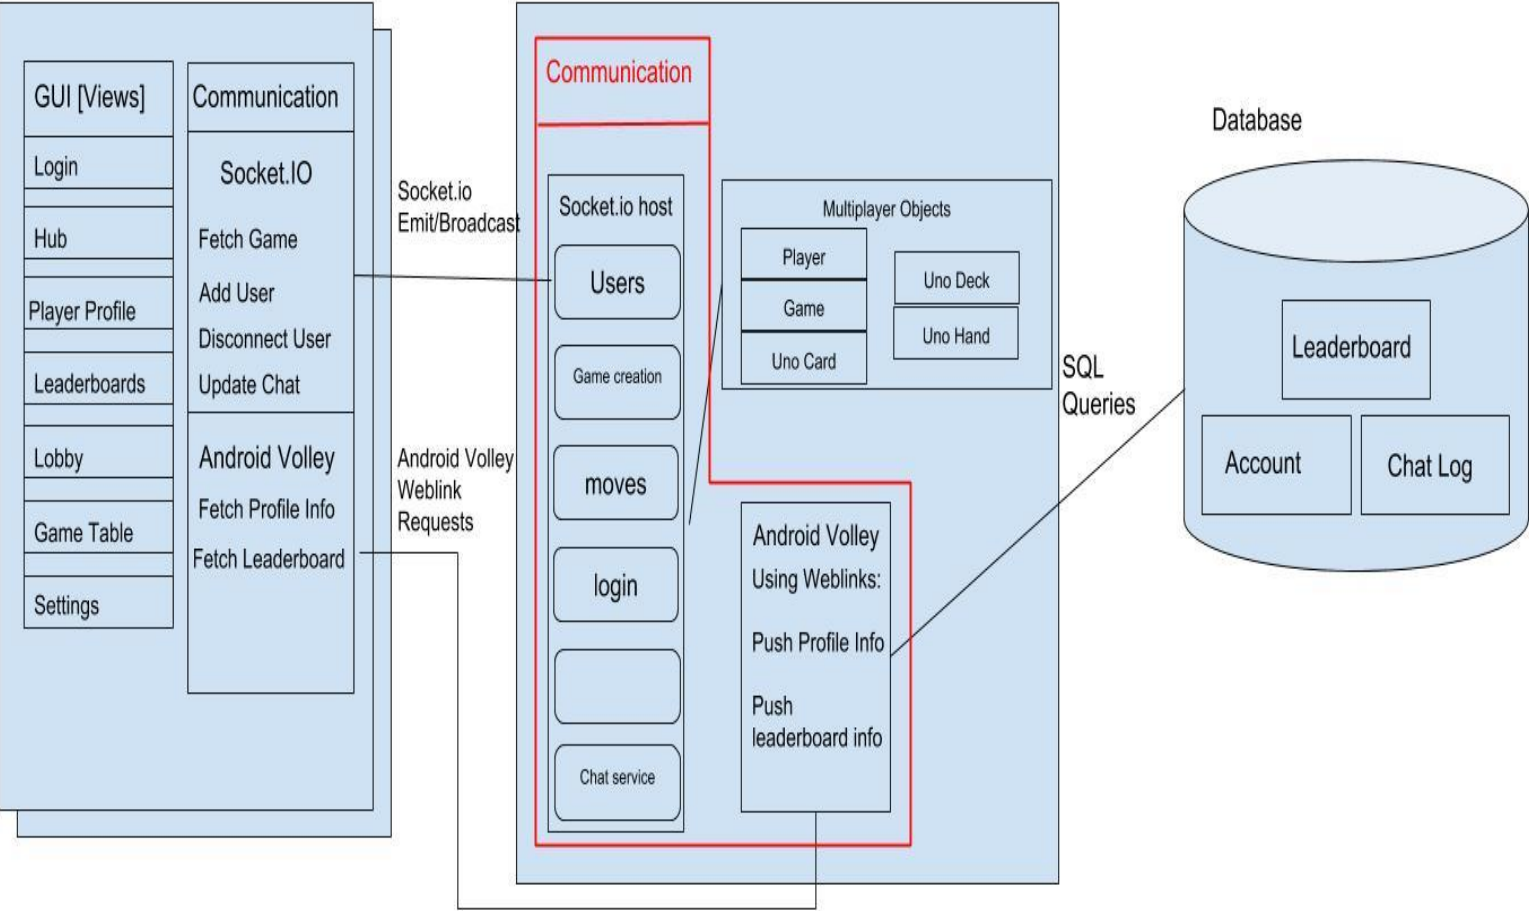 GUI [Views]
Login
Hub
Player Profile
Leaderboards
Lobby
Game Table
Settings
Communication
Socket.IO
Fetch Game
Add User
Disconnect User
Update Chat
Android Volley
Fetch Profile Info
Fetch Leaderboard
Socket.io
Emit/Broadcast
Android Volley
Weblink
Requests
Communication
Socket.io host
Users
Game creation
moves
login
Chat service
Multiplayer Objects
Player
Game
Uno Card
Uno Deck
Uno Hand
Android Volley
Using Weblinks:
Push Profile Info
Push
leaderboard info
SQL
Queries
Database
Leaderboard
Account
Chat Log